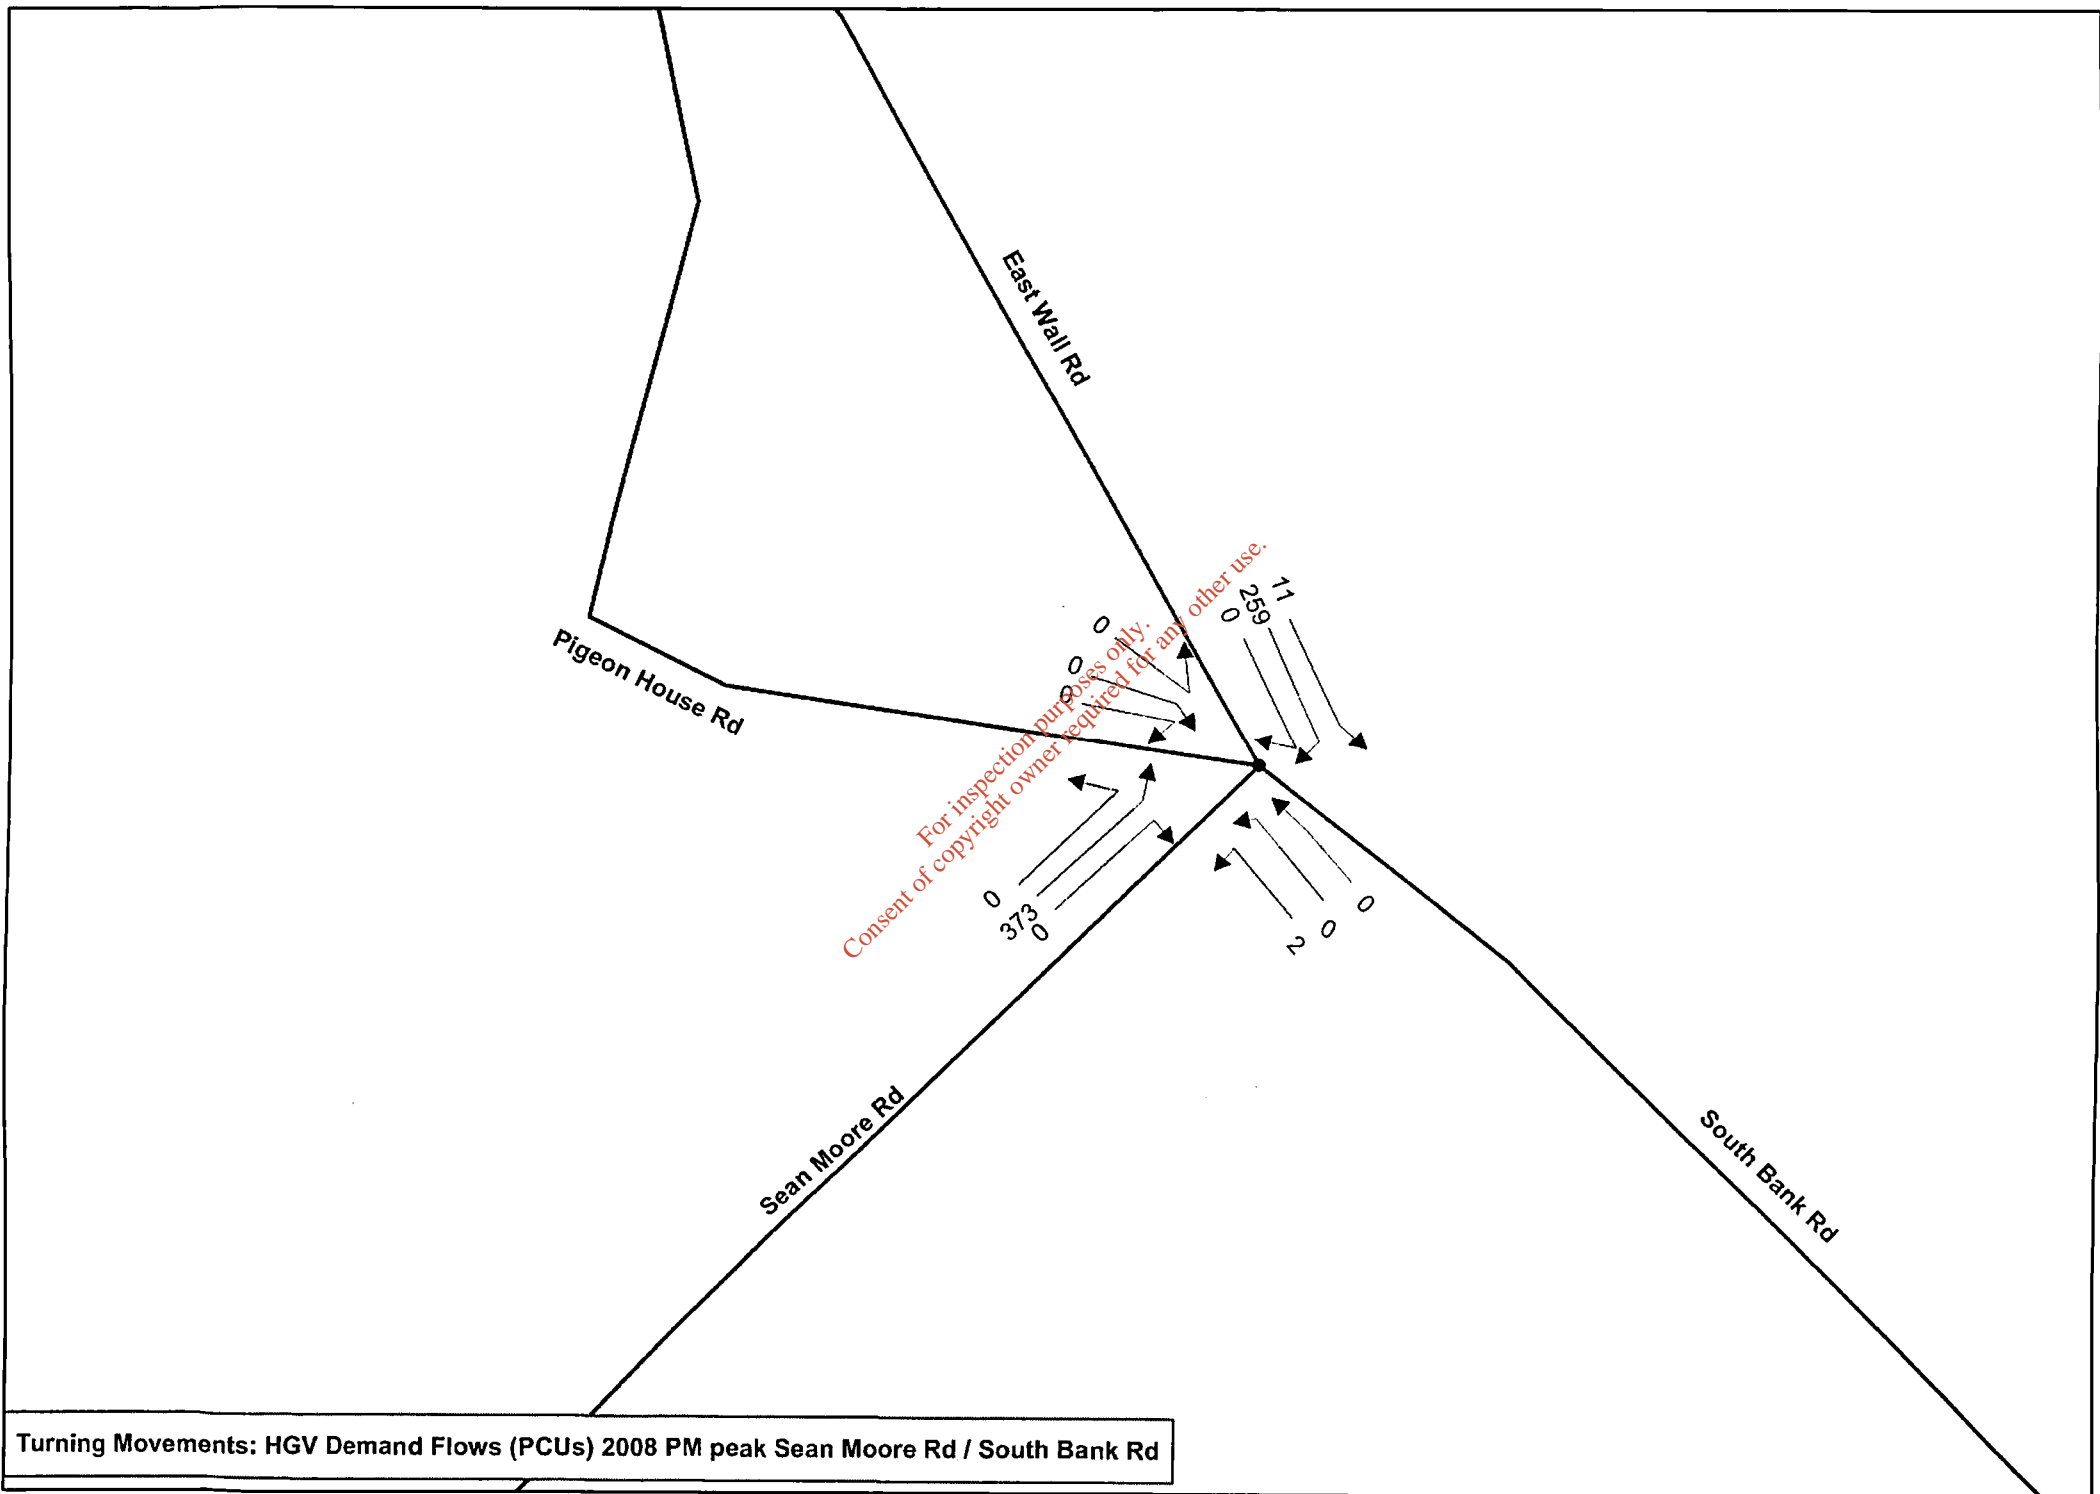 East Wall Rd
11
259
0
0
0
0
Pigeon House Rd
For inspection purposes only.
Consent of copyright owner required for any other use.
0
373
0
0
0
2
Sean Moore Rd
South Bank Rd
Turning Movements: HGV Demand Flows (PCUs) 2008 PM peak Sean Moore Rd / South Bank Rd